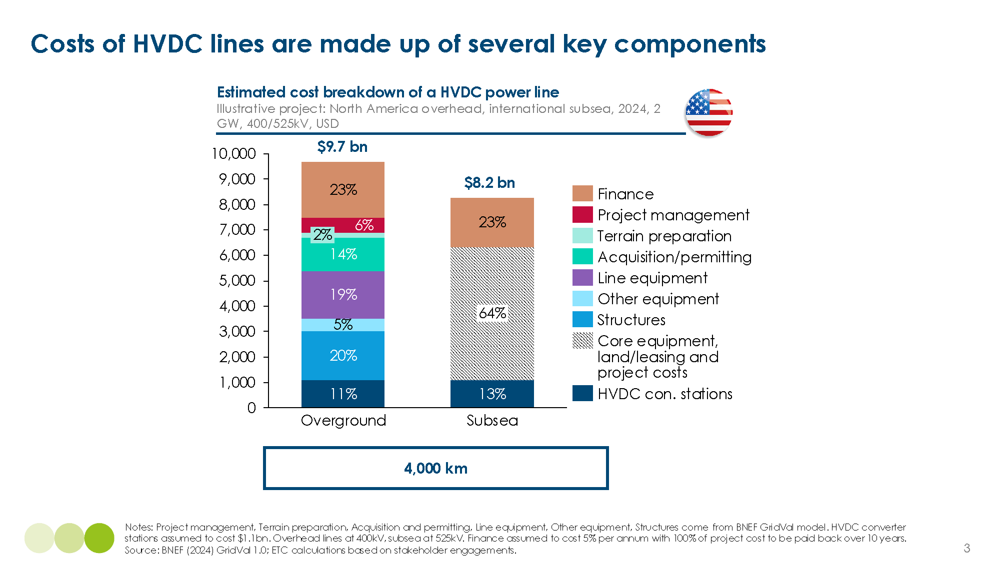 Costs of HVDC lines are made up of several key components
Estimated cost breakdown of a HVDC power line
Illustrative project: North America overhead, international subsea, 2024, 2
GW, 400/525kV, USD
$9.7 bn
$8.2 bn
10,000
9,000
8,000
7,000
6,000
5,000
4,000
3,000
2,000
1,000
0
23%
6%
2%
14%
19%
5%
20%
11%
23%
64%
13%
Overground
Subsea
Finance
Project management
Terrain preparation
Acquisition/permitting
Line equipment
Other equipment
Structures
Core equipment,
land/leasing and
project costs
HVDC con. stations
4,000 km
Notes: Project management, Terrain preparation, Acquisition and permitting, Line equipment, Other equipment, Structures come from BNEF GridVal model. HVDC converter
stations assumed to cost $1.1bn. Overhead lines at 400kV, subsea at 525kV. Finance assumed to cost 5% per annum with 100% of project cost to be paid back over 10 years.
Source: BNEF (2024) GridVal 1.0; ETC calculations based on stakeholder engagements.
3